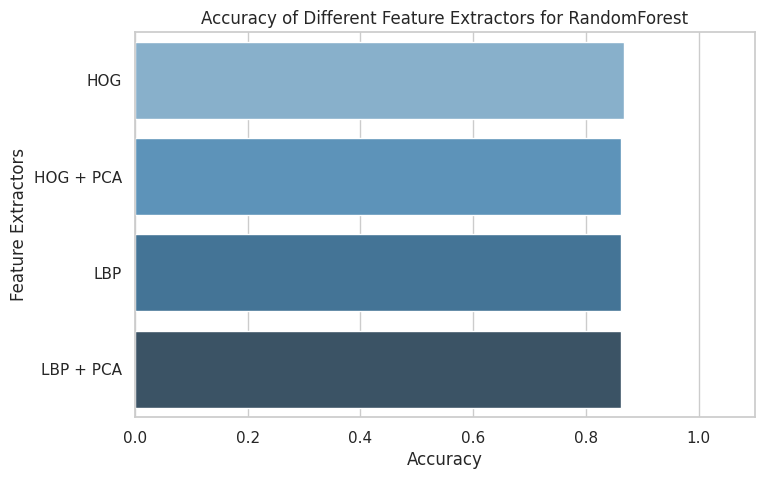 Accuracy of Different Feature Extractors for RandomForest
HOG
HOG + PCA
LBP
LBP + PCA
Feature Extractors
0.0 0.2 0.4 0.6 0.8 1.0
Accuracy